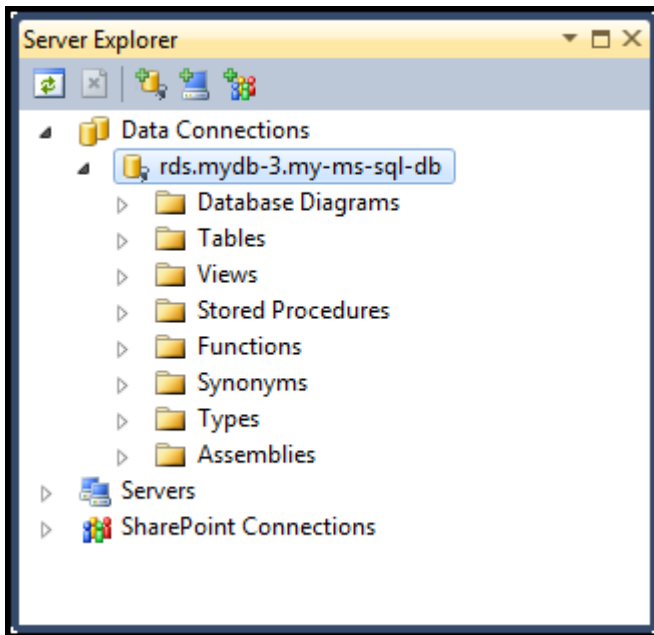 Server Explorer
Data Connections
rds.mydb-3.my-ms-sql-db
Database Diagrams
Tables
Views
Stored Procedures
Functions
Synonyms
Types
Assemblies
Servers
SharePoint Connections